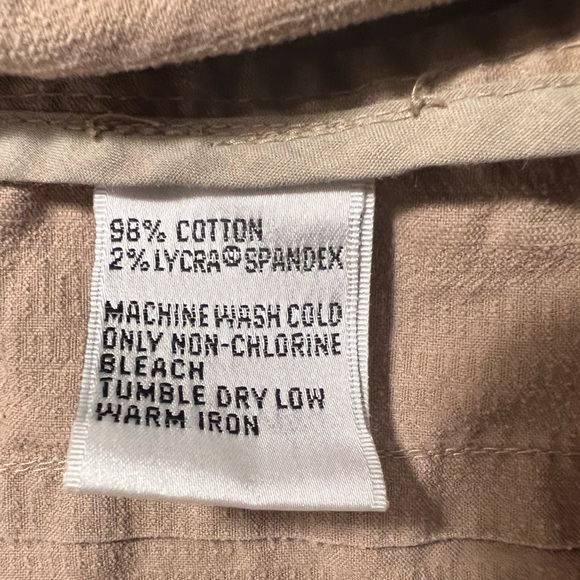 98% COTTON
2% LYCRA® SPANDEX
MACHINE WASH COLD
ONLY NON-CHLORINE
BLEACH
TUMBLE DRY LOW
WARM IRON